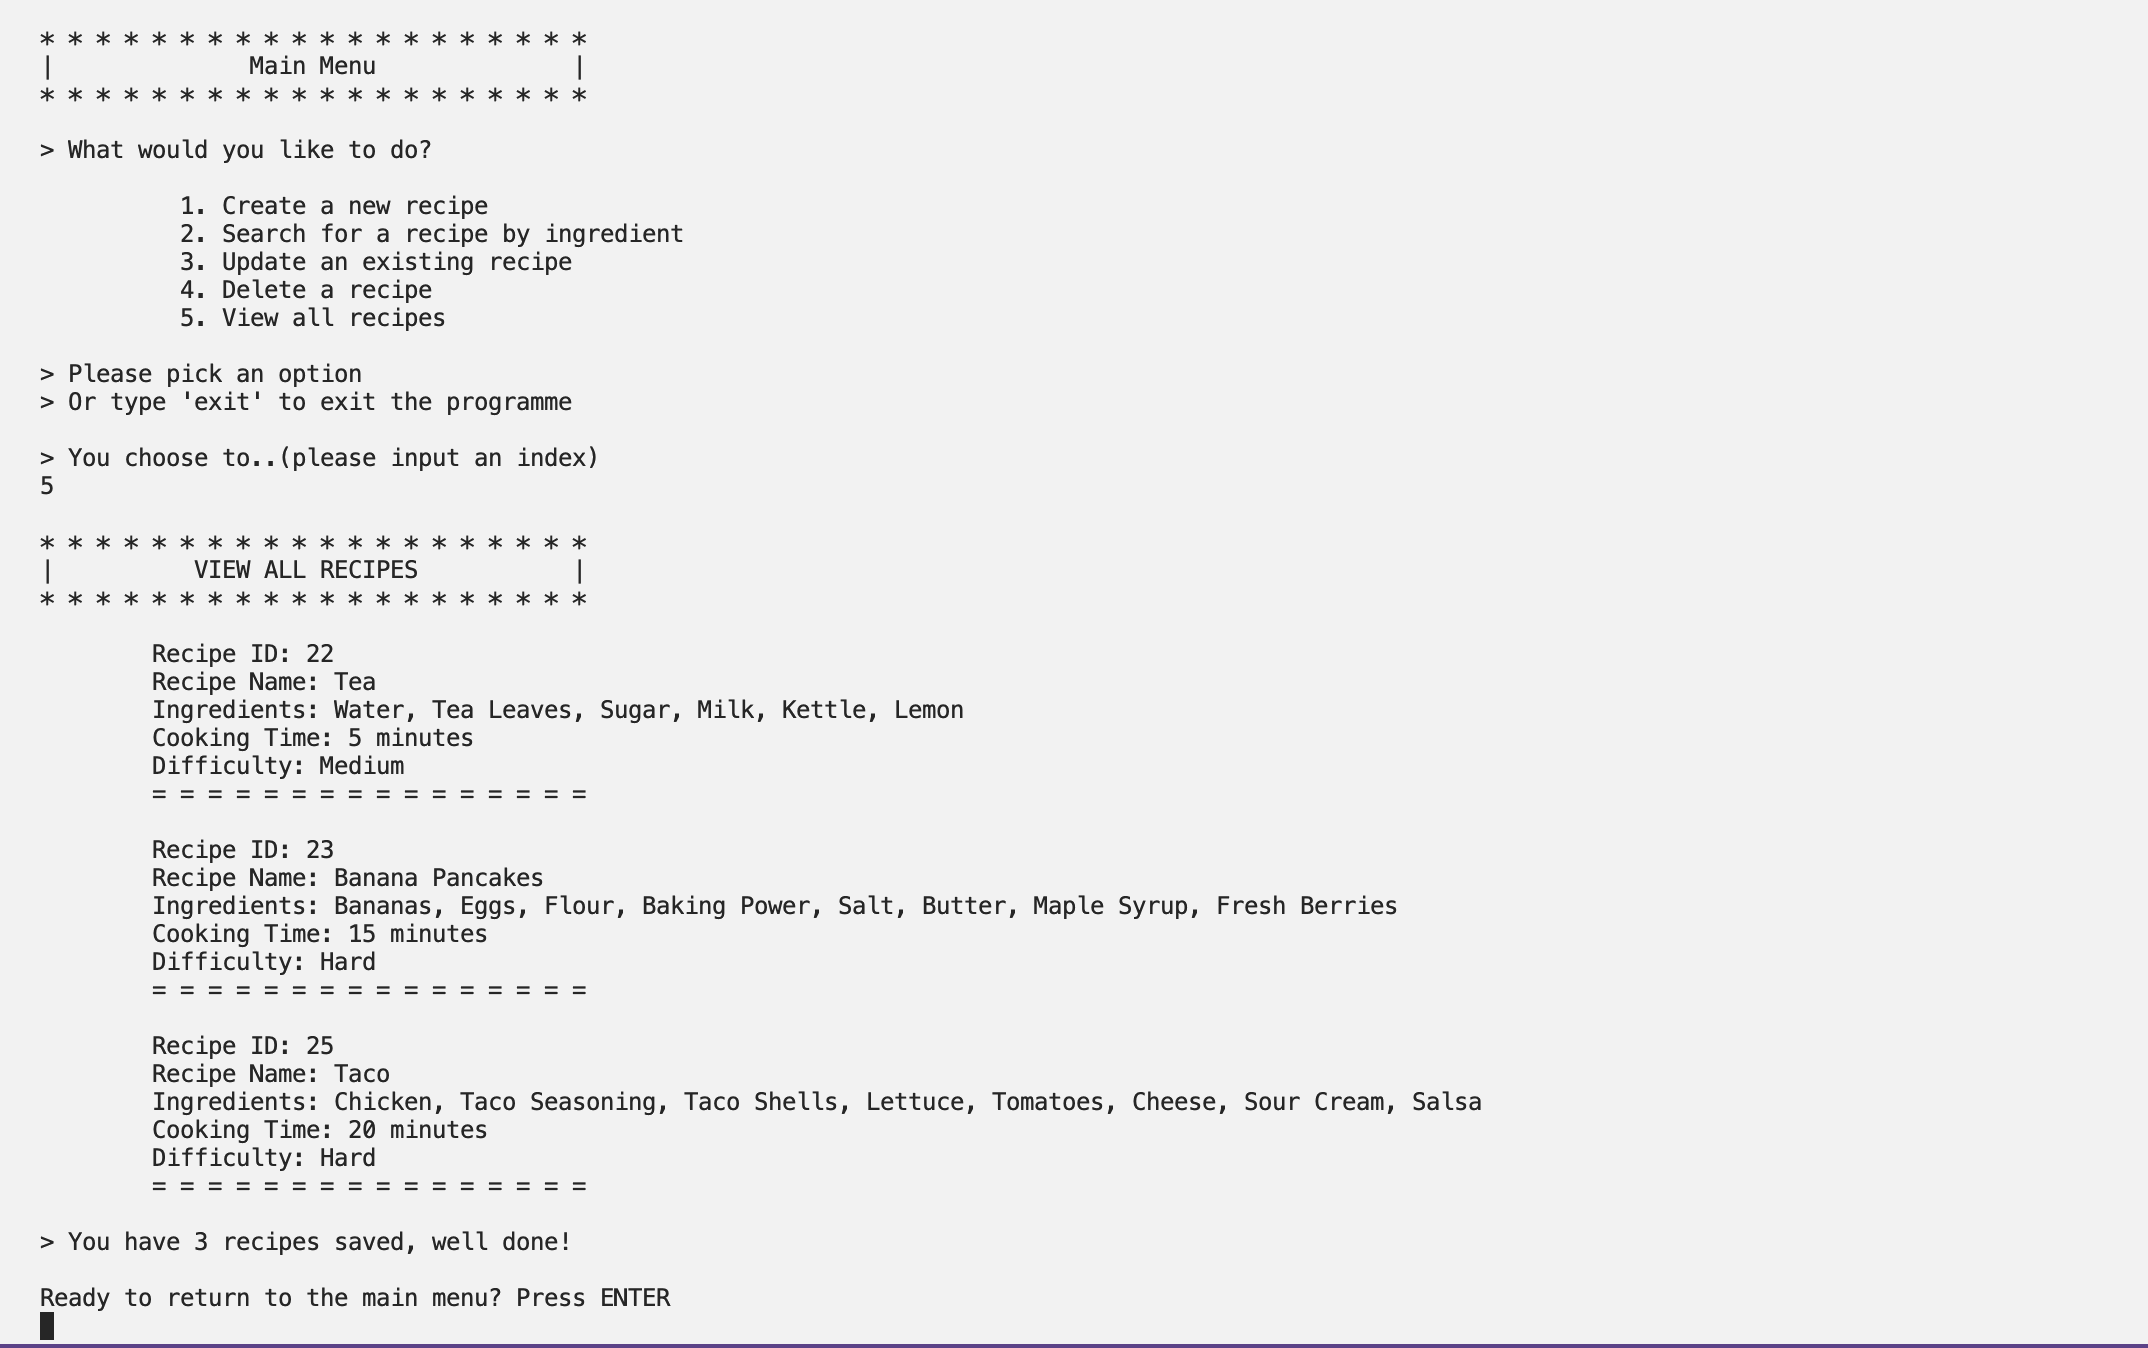 * * * * * * * * * * * * * * * * * * * *
|              Main Menu              |
* * * * * * * * * * * * * * * * * * * *
> What would you like to do?
1. Create a new recipe
2. Search for a recipe by ingredient
3. Update an existing recipe
4. Delete a recipe
5. View all recipes
> Please pick an option
> Or type 'exit' to exit the programme
> You choose to..(please input an index)
5
* * * * * * * * * * * * * * * * * * * *
|          VIEW ALL RECIPES           |
* * * * * * * * * * * * * * * * * * * *
Recipe ID: 22
Recipe Name: Tea
Ingredients: Water, Tea Leaves, Sugar, Milk, Kettle, Lemon
Cooking Time: 5 minutes
Difficulty: Medium
= = = = = = = = = = = = = = = =
Recipe ID: 23
Recipe Name: Banana Pancakes
Ingredients: Bananas, Eggs, Flour, Baking Power, Salt, Butter, Maple Syrup, Fresh Berries
Cooking Time: 15 minutes
Difficulty: Hard
= = = = = = = = = = = = = = = =
Recipe ID: 25
Recipe Name: Taco
Ingredients: Chicken, Taco Seasoning, Taco Shells, Lettuce, Tomatoes, Cheese, Sour Cream, Salsa
Cooking Time: 20 minutes
Difficulty: Hard
= = = = = = = = = = = = = = = =
> You have 3 recipes saved, well done!
Ready to return to the main menu? Press ENTER